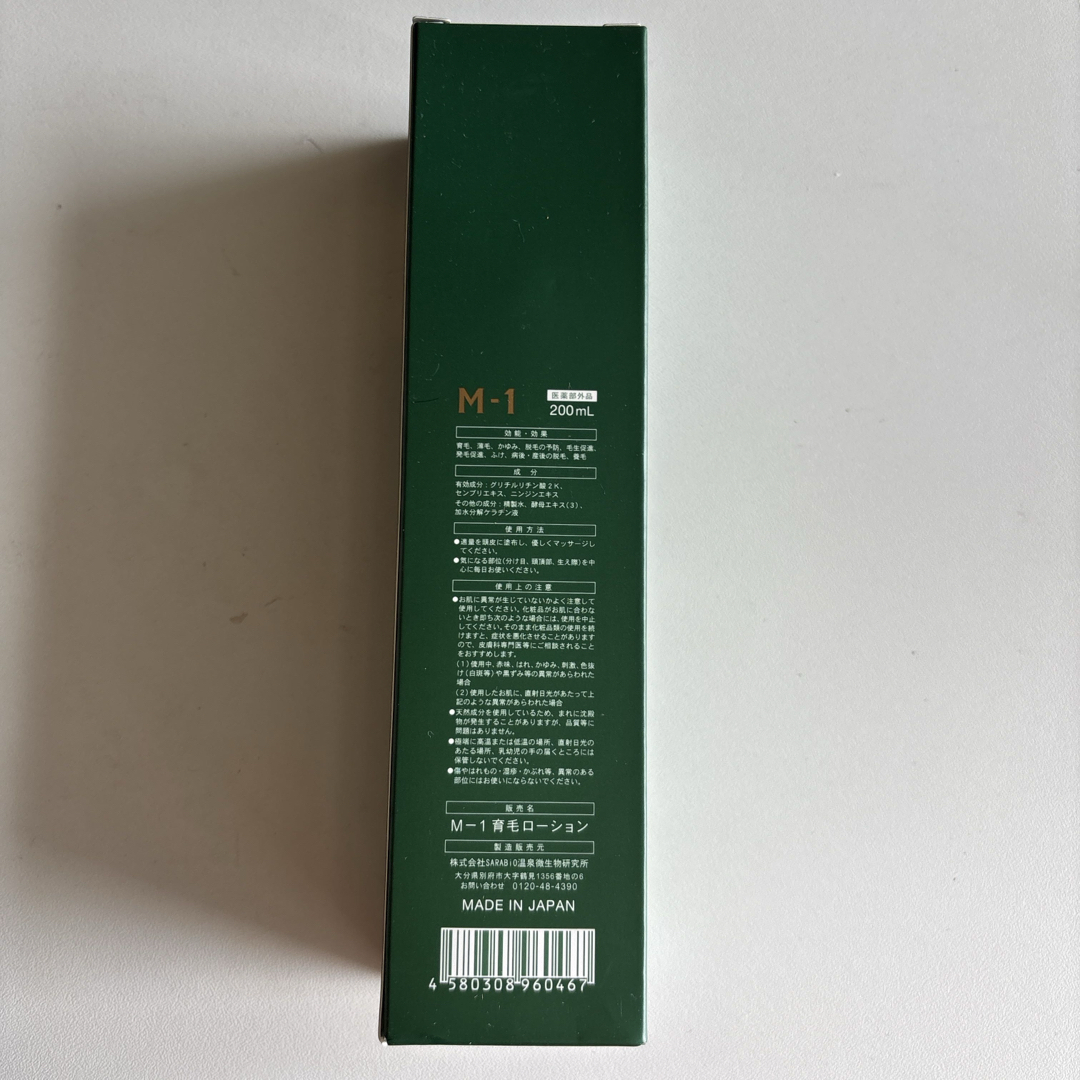 M-1
医薬部外品
200mL
効能・効果
育毛、薄毛、かゆみ、脱毛の予防、毛生促進、
発毛促進、ふけ、病後・産後の脱毛、養毛
成 分
有効成分:グリチルリチン酸2K、
センブリエキス、ニンジンエキス
その他の成分:精製水、酵母エキス(3)、
加水分解ケラチン液
使用方法
●適量を頭皮に塗布し、優しくマッサージし
てください。
●気になる部位(分け目、頭頂部、生え際)を中
心に毎日お使いください。
使用上の注意
●お肌に異常が生じていないかよく注意して
使用してください。化粧品がお肌に合わな
いとき即ち次のような場合には、使用を中止
してください。そのまま化粧品類の使用を続
けますと、症状を悪化させることがあります
ので、皮膚科専門医等にご相談されること
をおすすめします。
(1)使用中、赤味、はれ、かゆみ、刺激、色抜
け(白斑等)や黒ずみ等の異常があらわれた
場合
(2)使用したお肌に、直射日光があたって上
記のような異常があらわれた場合
●天然成分を使用しているため、まれに沈殿
物が発生することがありますが、品質等に
問題はありません。
●極端に高温または低温の場所、直射日光の
あたる場所、乳幼児の手の届くところには
保管しないでください。
●傷やはれもの・湿疹・かぶれ等、異常のある
部位にはお使いにならないでください。
販売名
M－1育毛ローション
製造販売元
株式会社SARABiO温泉微生物研究所
大分県別府市大字鶴見1356番地の6
お問い合わせ 0120-48-4390
MADE IN JAPAN
4 580308 960467